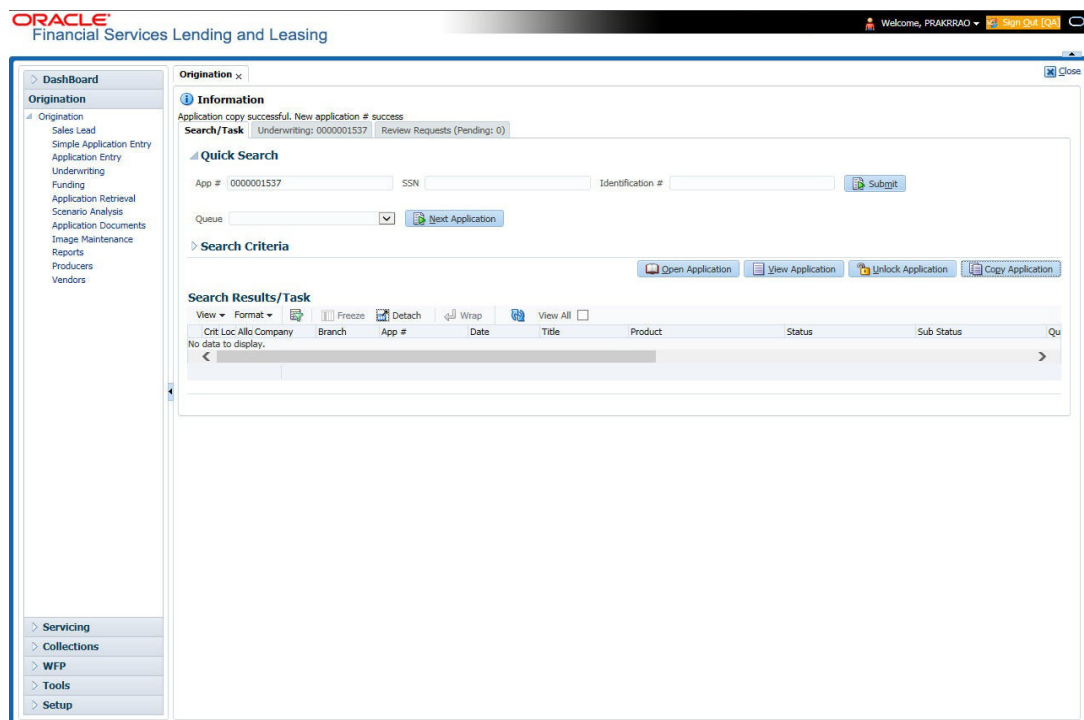 ORACLE
Financial Services Lending and Leasing
Welcome, PRAKRRAO
Sign Out [QA]
Close
DashBoard
Origination
Origination
Sales Lead
Simple Application Entry
Application Entry
Underwriting
Funding
Application Retrieval
Scenario Analysis
Application Documents
Image Maintenance
Reports
Producers
Vendors
Servicing
Collections
WFP
Tools
Setup
Origination x
Information
Application copy successful. New application # success
Search/Task Underwriting: 0000001537 Review Requests (Pending: 0)
Quick Search
App # 0000001537 SSN Identification # Submit
Queue Next Application
Search Criteria
Open Application View Application Unlock Application Copy Application
Search Results/Task
View Format Freeze Detach Wrap View All
Crit Loc Allo Company Branch App # Date Title Product Status Sub Status Qu
No data to display.